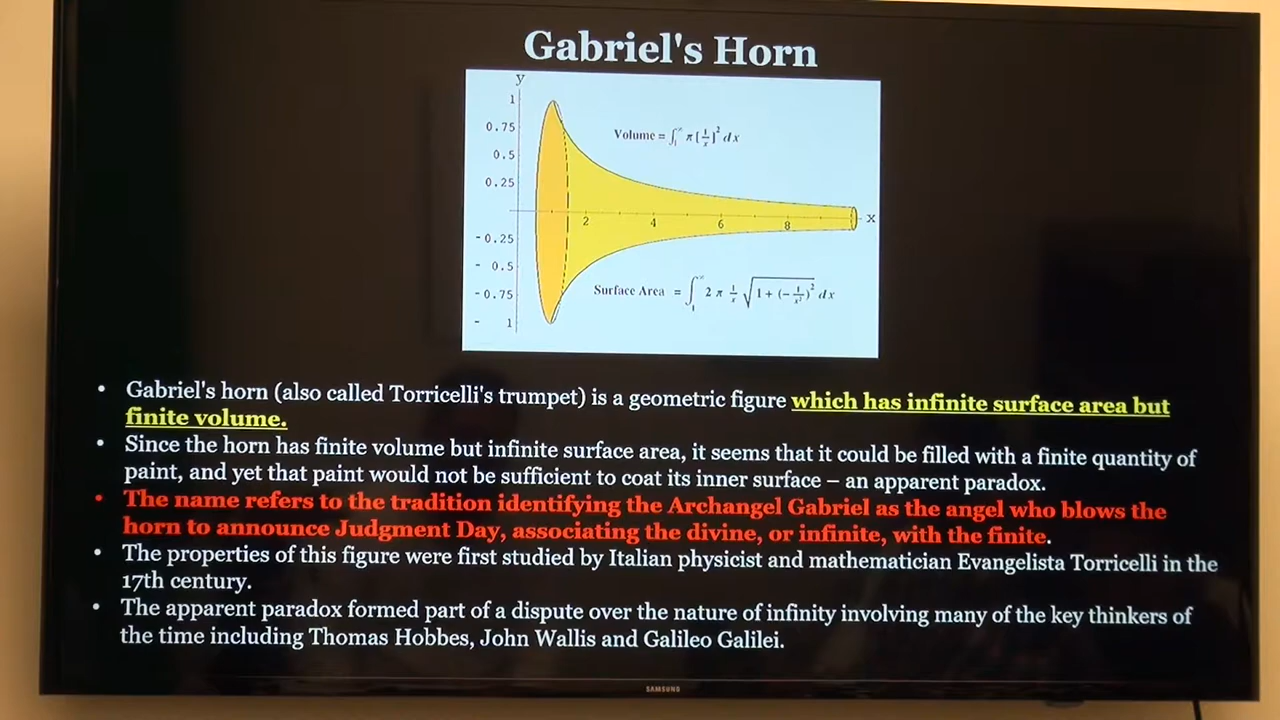 Gabriel's Horn
y
1
0.75
0.5
0.25
-0.25
- 0.5
-0.75
- 1
2
4
6
8
x
Volume = ∫₁^∞ π[1/x]² dx
Surface Area = ∫₁^∞ 2 π 1/x √(1 + (-1/x²)²) dx
• Gabriel's horn (also called Torricelli's trumpet) is a geometric figure which has infinite surface area but
finite volume.
• Since the horn has finite volume but infinite surface area, it seems that it could be filled with a finite quantity of
paint, and yet that paint would not be sufficient to coat its inner surface – an apparent paradox.
• The name refers to the tradition identifying the Archangel Gabriel as the angel who blows the
horn to announce Judgment Day, associating the divine, or infinite, with the finite.
• The properties of this figure were first studied by Italian physicist and mathematician Evangelista Torricelli in the
17th century.
• The apparent paradox formed part of a dispute over the nature of infinity involving many of the key thinkers of
the time including Thomas Hobbes, John Wallis and Galileo Galilei.
SAMSUNG